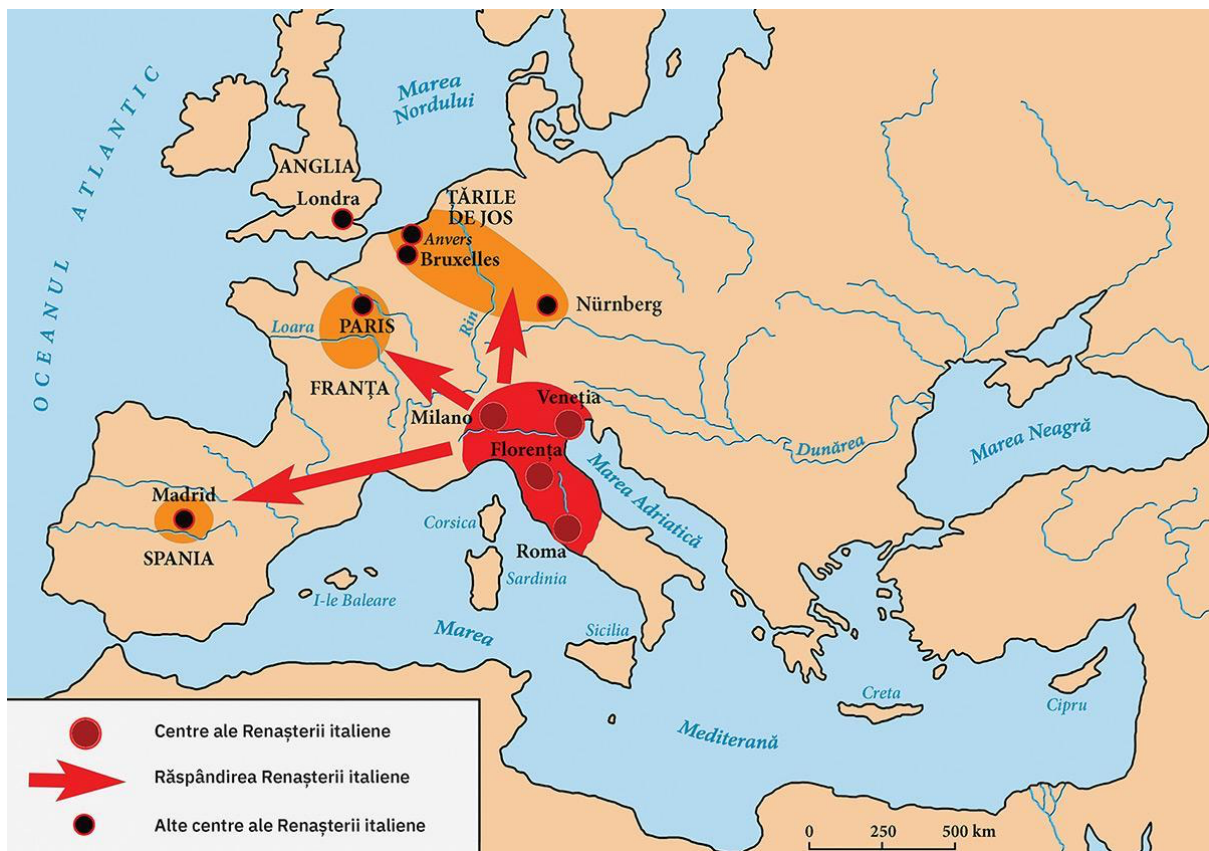 OCEANUL ATLANTIC
Marea
Nordului
ANGLIA
Londra
ȚĂRILE
DE JOS
Anvers
Bruxelles
Nürnberg
Rin
Loara
PARIS
FRANȚA
Milano
Veneția
Florența
Roma
Marea Adriatică
Dunărea
Marea Neagră
Madrid
SPANIA
Corsica
Sardinia
I-le Baleare
Marea
Sicilia
Mediterană
Creta
Cipru
Centre ale Renașterii italiene
Răspândirea Renașterii italiene
Alte centre ale Renașterii italiene
0 250 500 km